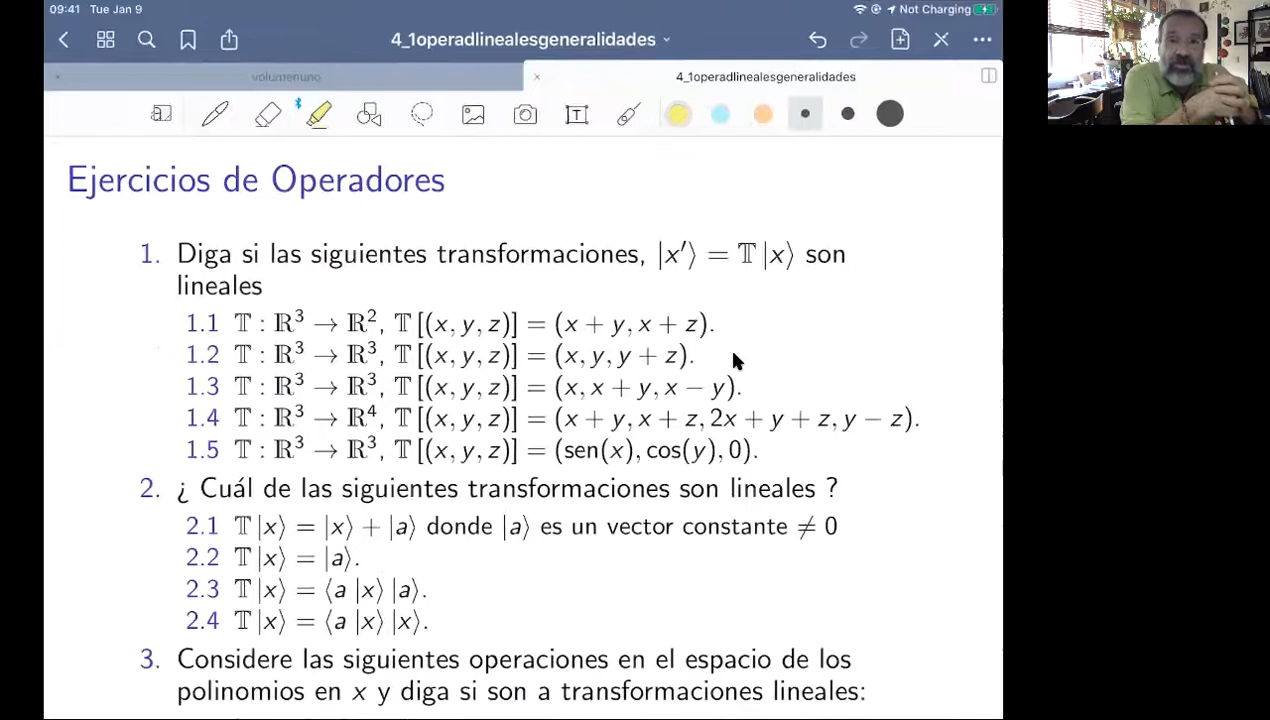 09:41 Tue Jan 9
Not Charging
4_1operadlinealesgeneralidades
volumenuno
4_1operadlinealesgeneralidades
a
T
Ejercicios de Operadores
1. Diga si las siguientes transformaciones, |x′⟩ = 𝕋 |x⟩ son
lineales
1.1 𝕋 : ℝ³ → ℝ², 𝕋 [(x, y, z)] = (x + y, x + z).
1.2 𝕋 : ℝ³ → ℝ³, 𝕋 [(x, y, z)] = (x, y, y + z).
1.3 𝕋 : ℝ³ → ℝ³, 𝕋 [(x, y, z)] = (x, x + y, x − y).
1.4 𝕋 : ℝ³ → ℝ⁴, 𝕋 [(x, y, z)] = (x + y, x + z, 2x + y + z, y − z).
1.5 𝕋 : ℝ³ → ℝ³, 𝕋 [(x, y, z)] = (sen(x), cos(y), 0).
2. ¿ Cuál de las siguientes transformaciones son lineales ?
2.1 𝕋 |x⟩ = |x⟩ + |a⟩ donde |a⟩ es un vector constante ≠ 0
2.2 𝕋 |x⟩ = |a⟩.
2.3 𝕋 |x⟩ = ⟨a |x⟩ |a⟩.
2.4 𝕋 |x⟩ = ⟨a |x⟩ |x⟩.
3. Considere las siguientes operaciones en el espacio de los
polinomios en x y diga si son a transformaciones lineales: